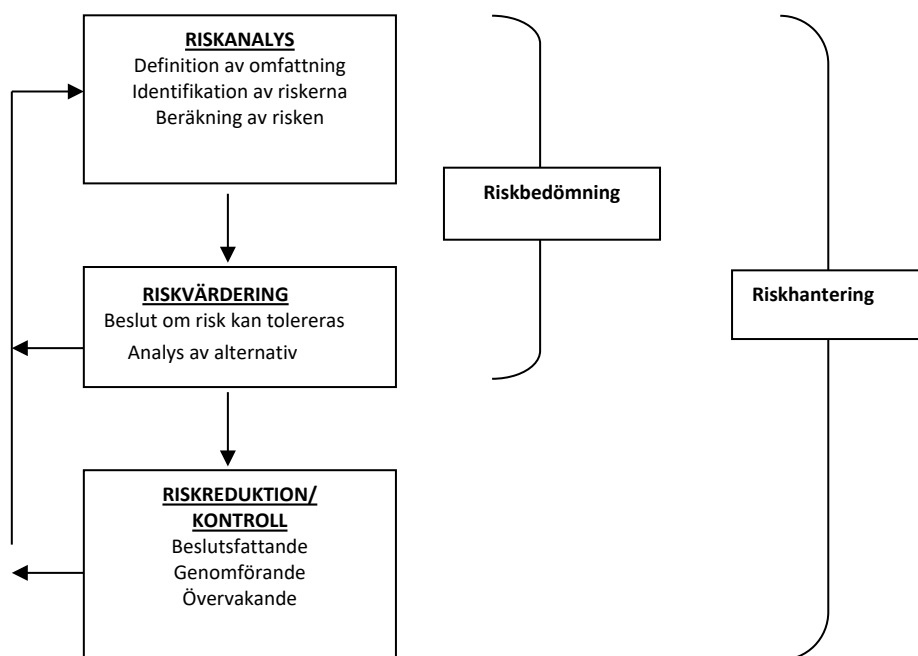 RISKANALYS
Definition av omfattning
Identifikation av riskerna
Beräkning av risken
Riskbedömning
RISKVÄRDERING
Beslut om risk kan tolereras
Analys av alternativ
Riskhantering
RISKREDUKTION/
KONTROLL
Beslutsfattande
Genomförande
Övervakande